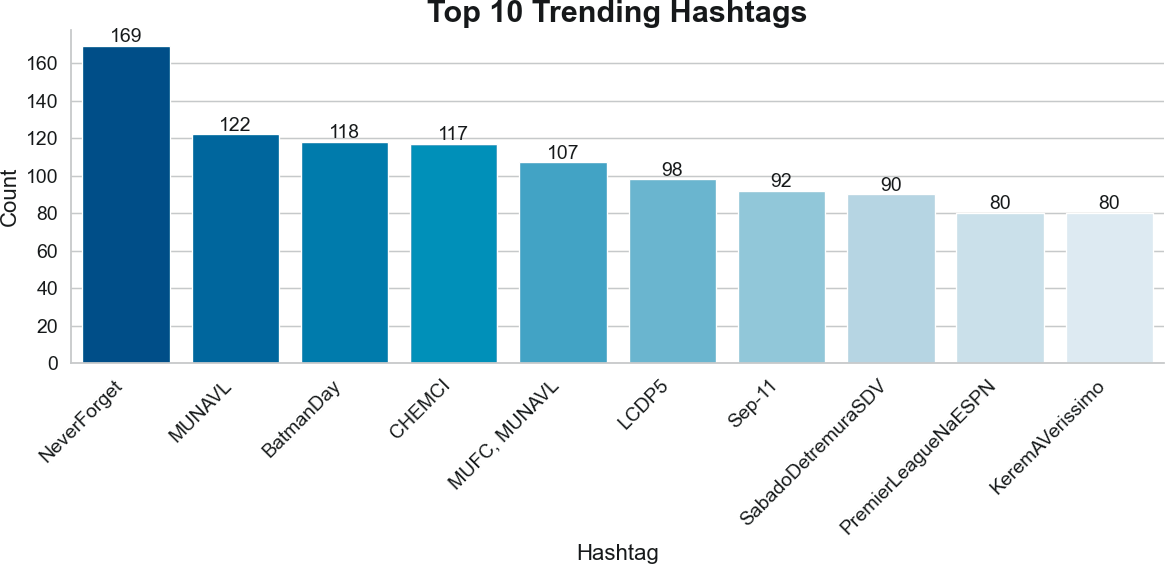 Top 10 Trending Hashtags
Count
160
140
120
100
80
60
40
20
0
169
122
118
117
107
98
92
90
80
80
NeverForget
MUNAVL
BatmanDay
CHEMCI
MUFC, MUNAVL
LCDP5
Sep-11
SabadoDetremuraSDV
PremierLeagueNaESPN
KeremAVerissimo
Hashtag